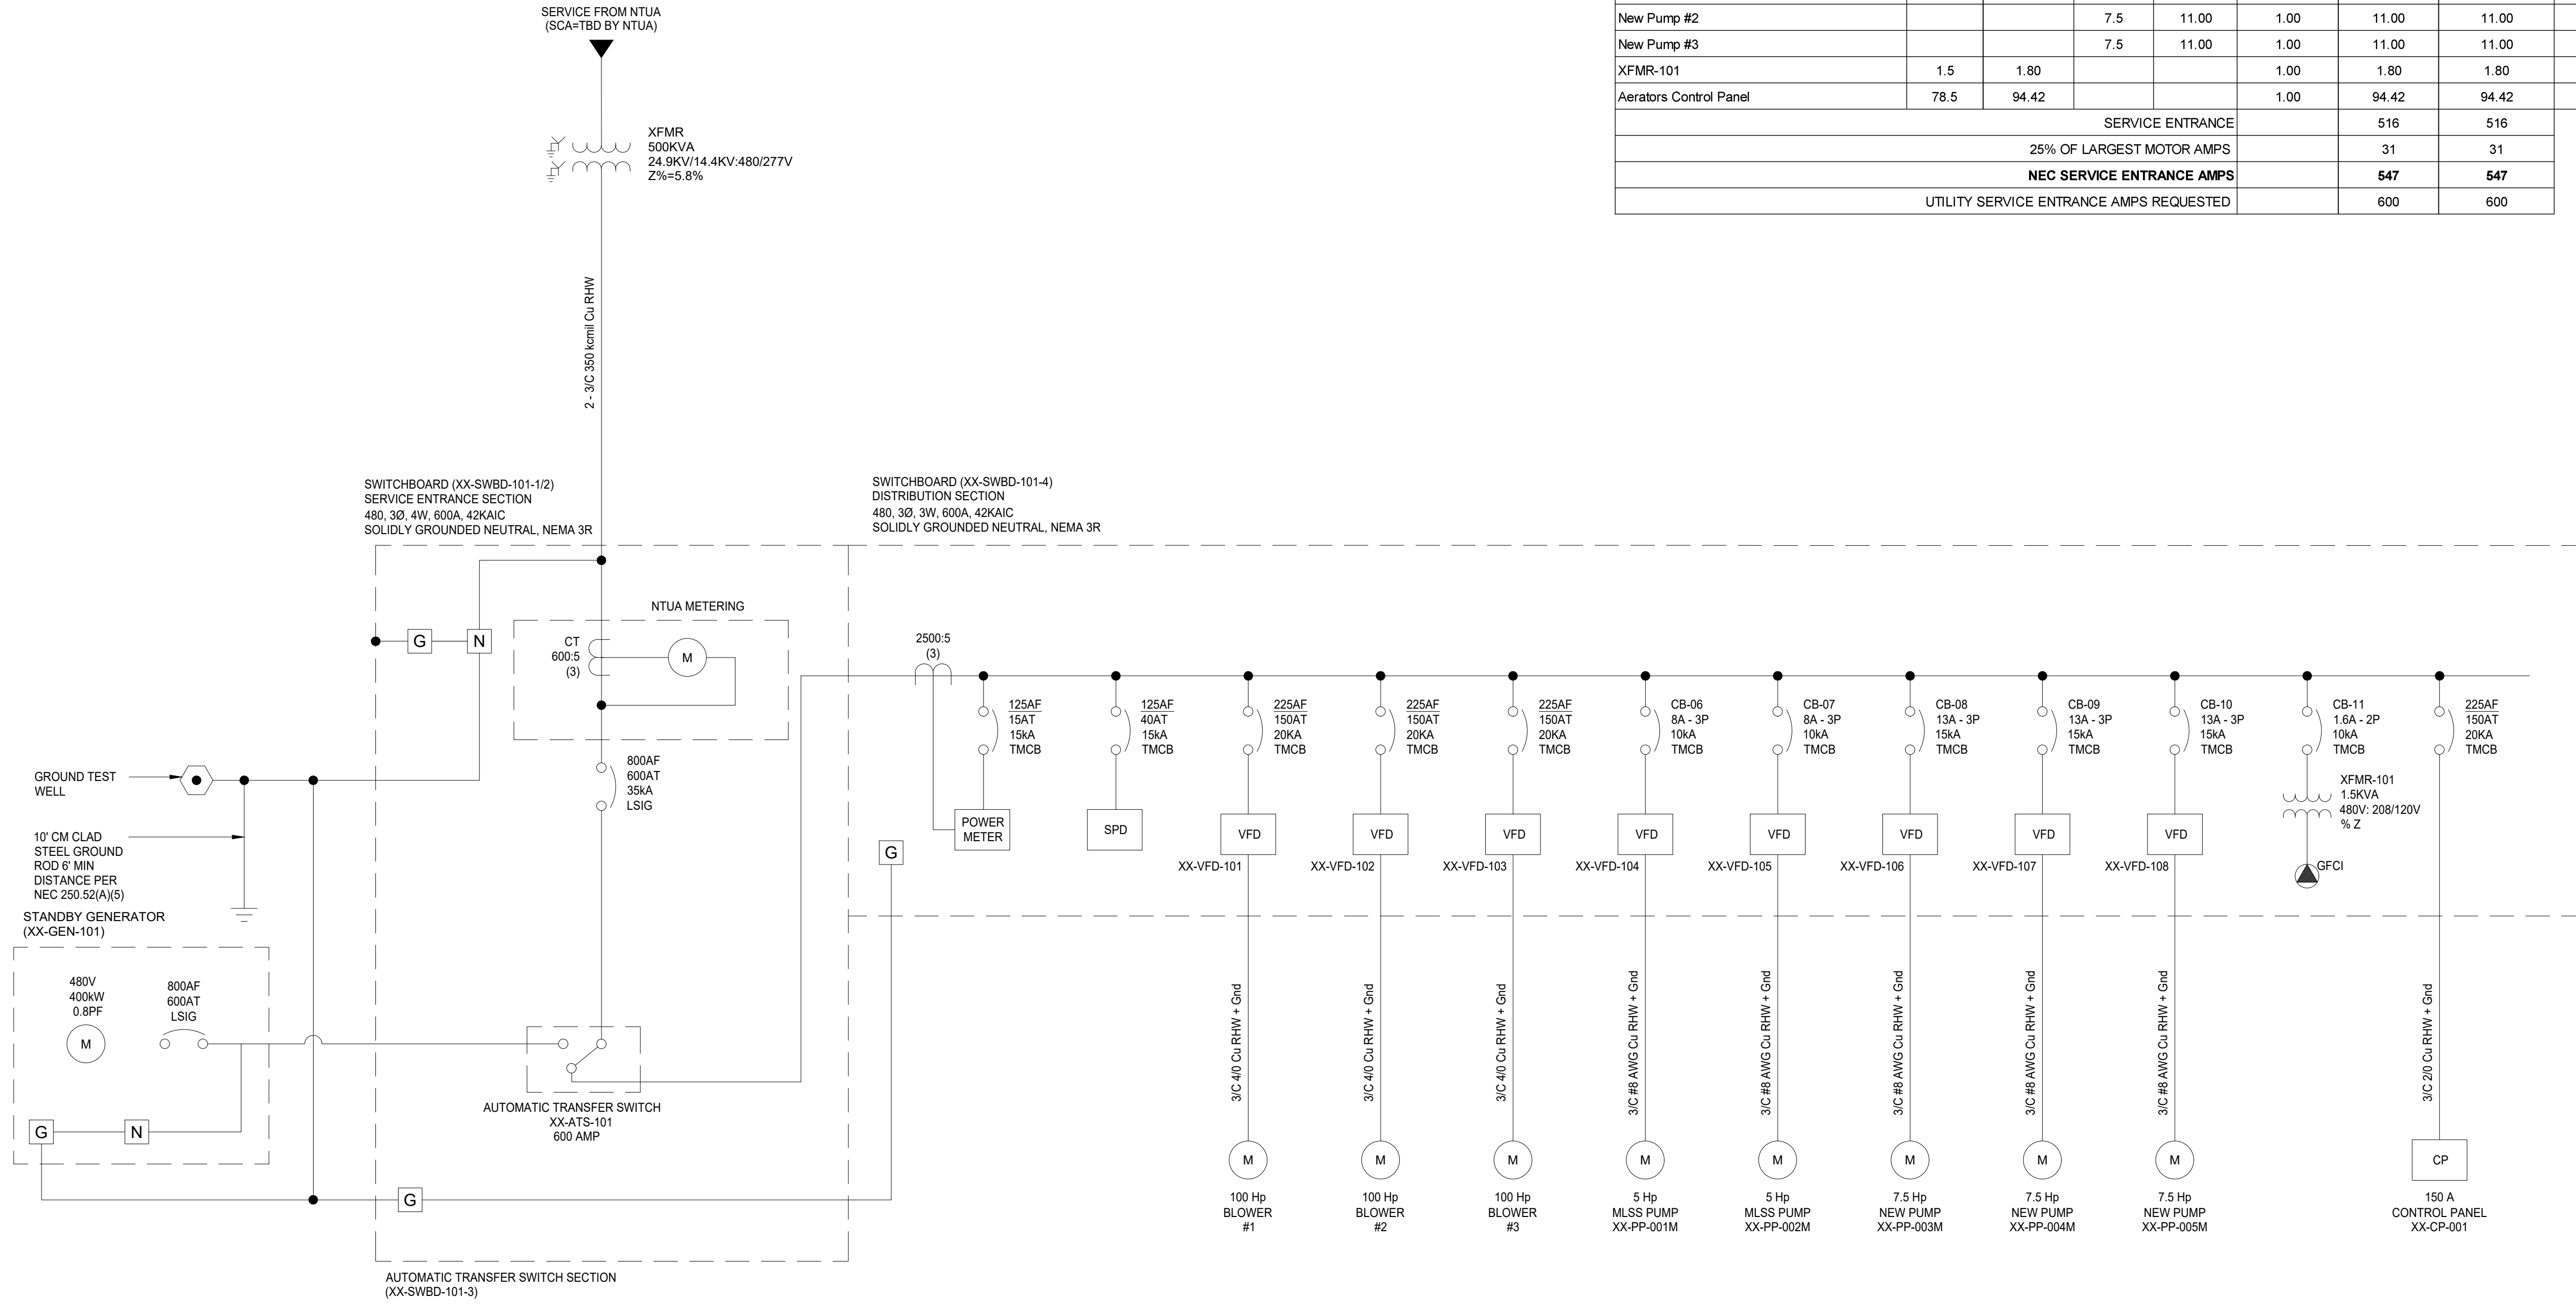 SERVICE FROM NTUA
(SCA=TBD BY NTUA)
XFMR
500KVA
24.9KV/14.4KV:480/277V
Z%=5.8%
2 - 3/C 350 kcmil Cu RHW
New Pump #2 7.5 11.00 1.00 11.00 11.00
New Pump #3 7.5 11.00 1.00 11.00 11.00
XFMR-101 1.5 1.80 1.00 1.80 1.80
Aerators Control Panel 78.5 94.42 1.00 94.42 94.42
SERVICE ENTRANCE 516 516
25% OF LARGEST MOTOR AMPS 31 31
NEC SERVICE ENTRANCE AMPS 547 547
UTILITY SERVICE ENTRANCE AMPS REQUESTED 600 600
SWITCHBOARD (XX-SWBD-101-1/2)
SERVICE ENTRANCE SECTION
480, 3Ø, 4W, 600A, 42KAIC
SOLIDLY GROUNDED NEUTRAL, NEMA 3R
SWITCHBOARD (XX-SWBD-101-4)
DISTRIBUTION SECTION
480, 3Ø, 3W, 600A, 42KAIC
SOLIDLY GROUNDED NEUTRAL, NEMA 3R
NTUA METERING
G
N
CT
600:5
(3)
M
800AF
600AT
35kA
LSIG
GROUND TEST
WELL
10' CM CLAD
STEEL GROUND
ROD 6' MIN
DISTANCE PER
NEC 250.52(A)(5)
STANDBY GENERATOR
(XX-GEN-101)
480V
400kW
0.8PF
M
800AF
600AT
LSIG
G
N
AUTOMATIC TRANSFER SWITCH
XX-ATS-101
600 AMP
G
G
AUTOMATIC TRANSFER SWITCH SECTION
(XX-SWBD-101-3)
2500:5
(3)
125AF
15AT
15kA
TMCB
POWER
METER
125AF
40AT
15kA
TMCB
SPD
225AF
150AT
20KA
TMCB
VFD
XX-VFD-101
3/C 4/0 Cu RHW + Gnd
M
100 Hp
BLOWER
#1
225AF
150AT
20KA
TMCB
VFD
XX-VFD-102
3/C 4/0 Cu RHW + Gnd
M
100 Hp
BLOWER
#2
225AF
150AT
20KA
TMCB
VFD
XX-VFD-103
3/C 4/0 Cu RHW + Gnd
M
100 Hp
BLOWER
#3
CB-06
8A - 3P
10kA
TMCB
VFD
XX-VFD-104
3/C #8 AWG Cu RHW + Gnd
M
5 Hp
MLSS PUMP
XX-PP-001M
CB-07
8A - 3P
10kA
TMCB
VFD
XX-VFD-105
3/C #8 AWG Cu RHW + Gnd
M
5 Hp
MLSS PUMP
XX-PP-002M
CB-08
13A - 3P
15kA
TMCB
VFD
XX-VFD-106
3/C #8 AWG Cu RHW + Gnd
M
7.5 Hp
NEW PUMP
XX-PP-003M
CB-09
13A - 3P
15kA
TMCB
VFD
XX-VFD-107
3/C #8 AWG Cu RHW + Gnd
M
7.5 Hp
NEW PUMP
XX-PP-004M
CB-10
13A - 3P
15kA
TMCB
VFD
XX-VFD-108
3/C #8 AWG Cu RHW + Gnd
M
7.5 Hp
NEW PUMP
XX-PP-005M
CB-11
1.6A - 2P
10kA
TMCB
XFMR-101
1.5KVA
480V: 208/120V
% Z
GFCI
225AF
150AT
20KA
TMCB
3/C 2/0 Cu RHW + Gnd
CP
150 A
CONTROL PANEL
XX-CP-001